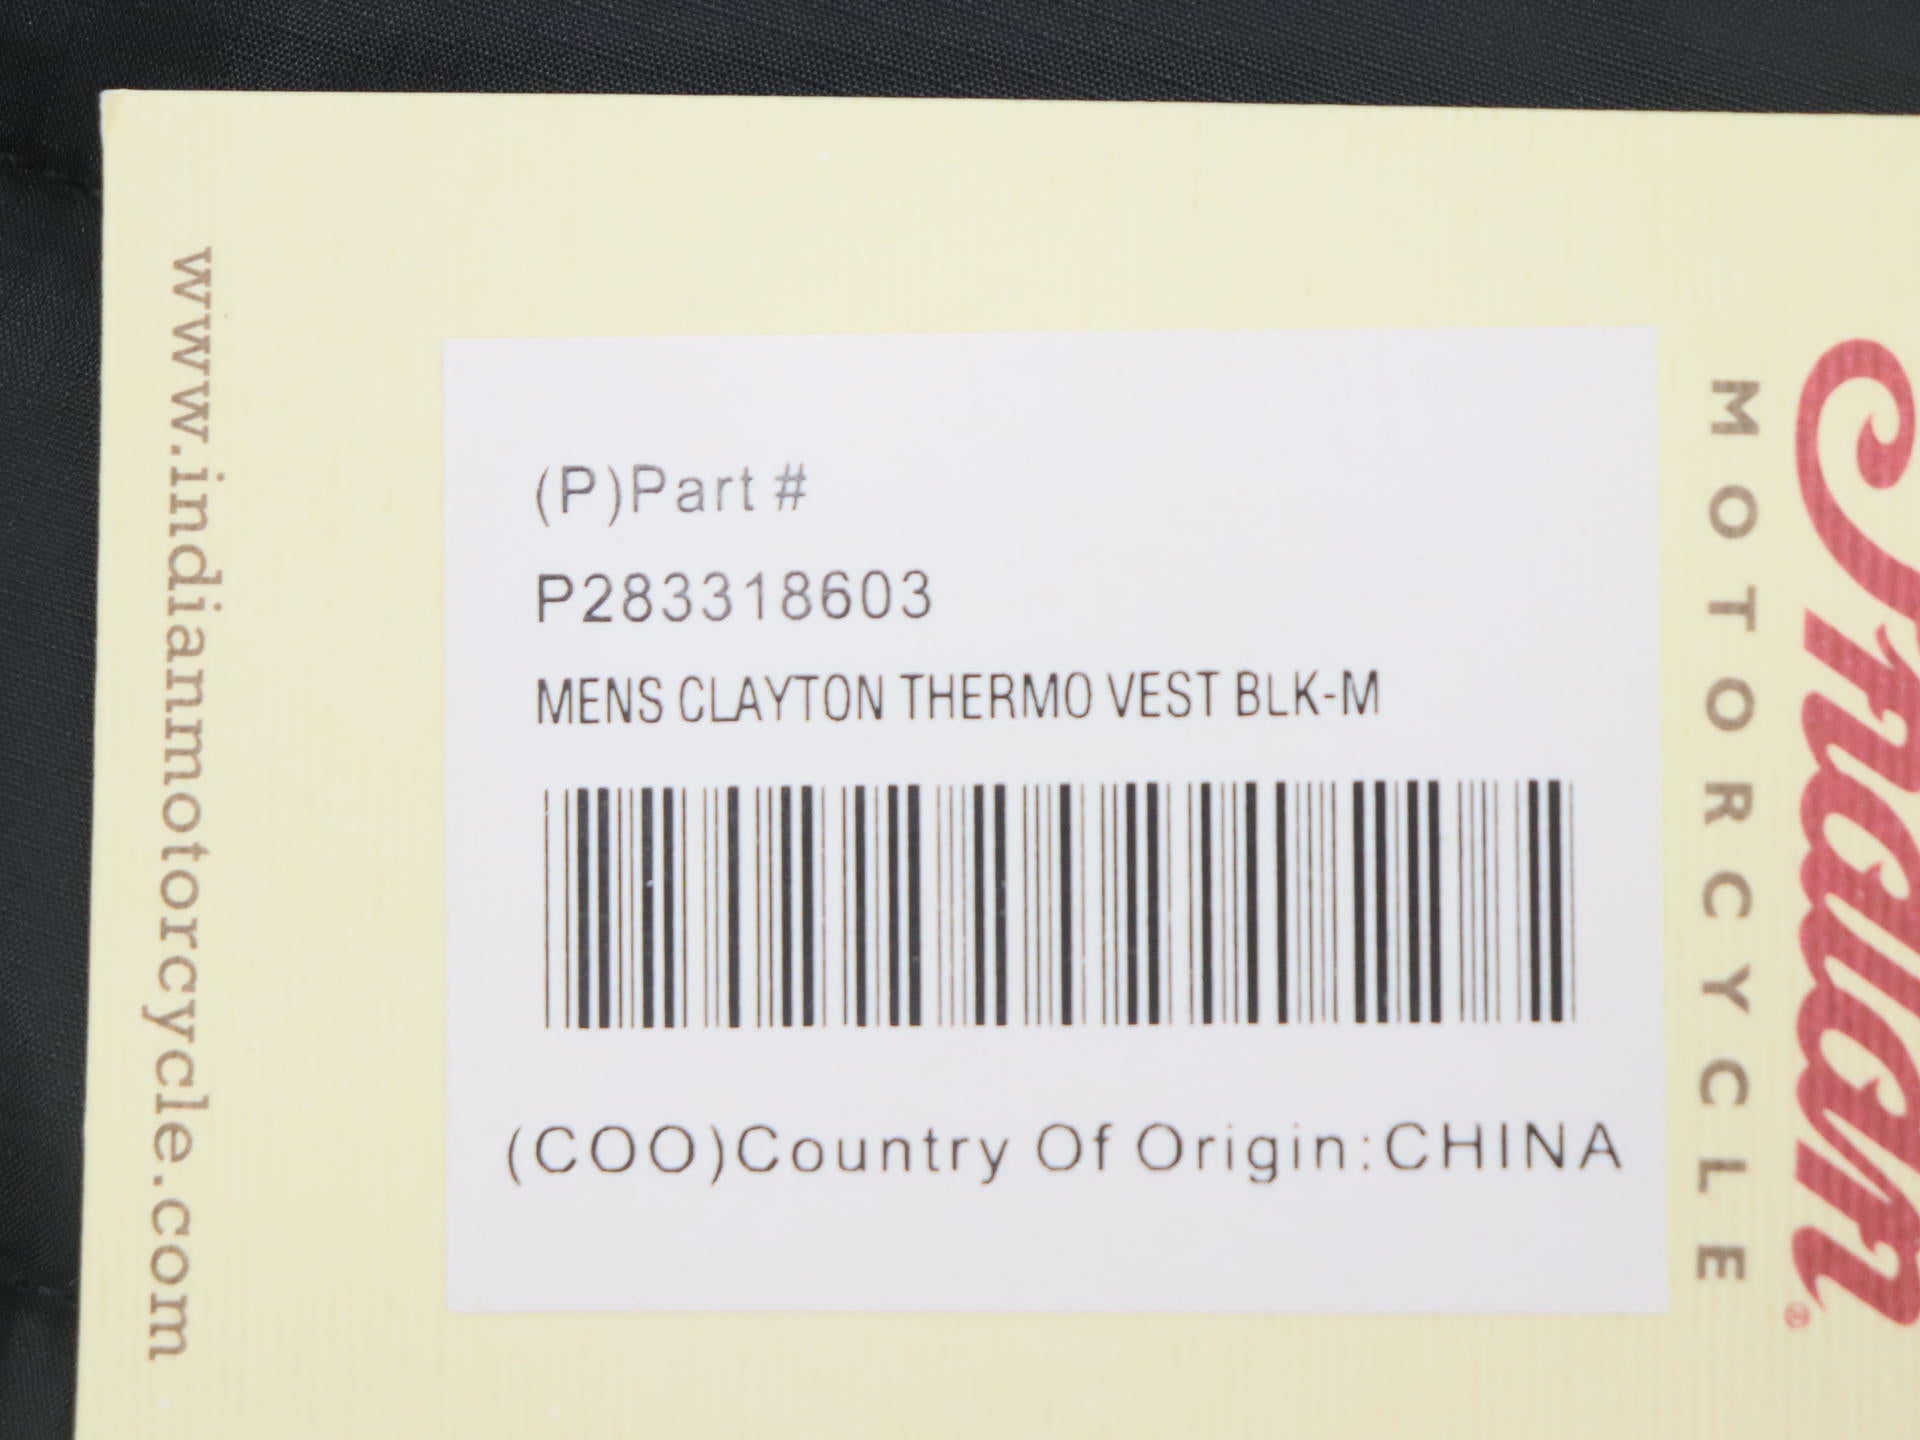 www.indianmotorcycle.com
(P)Part #
P283318603
MENS CLAYTON THERMO VEST BLK-M
(COO)Country Of Origin:CHINA
MOTORCYCLE
Indian®